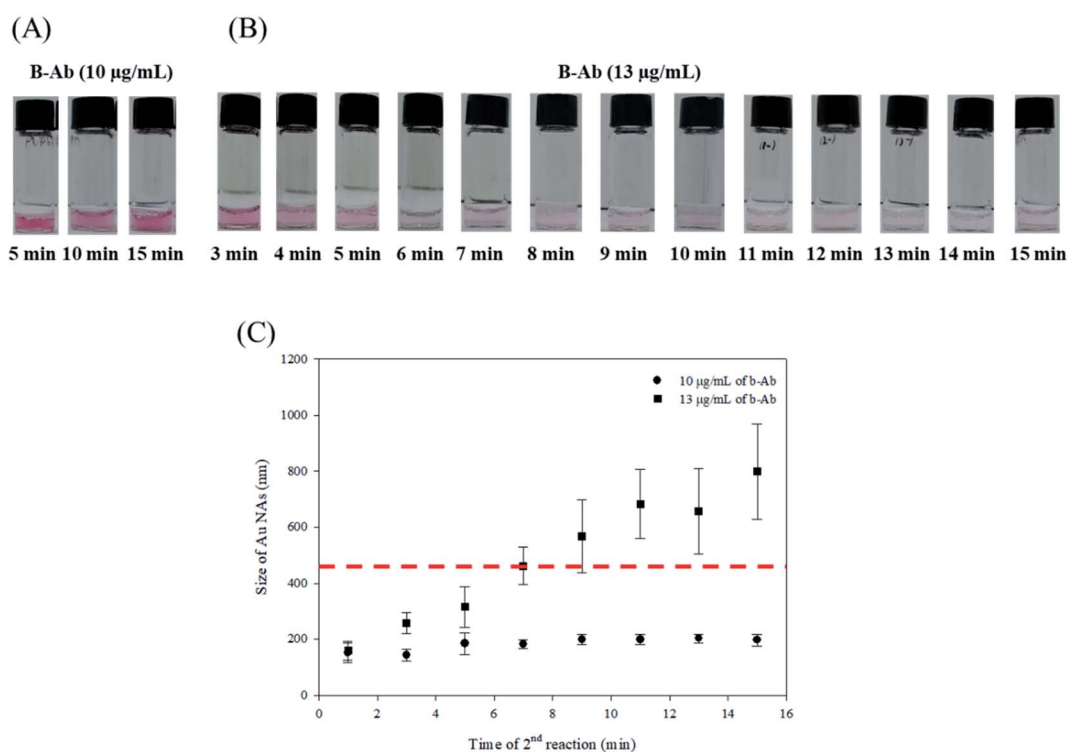 (A)
(B)
B-Ab (10 μg/mL)
B-Ab (13 μg/mL)
5 min 10 min 15 min
3 min 4 min 5 min 6 min 7 min 8 min 9 min 10 min 11 min 12 min 13 min 14 min 15 min
(C)
1200
1000
800
600
400
200
0
Size of Au NAs (nm)
10 μg/mL of b-Ab
13 μg/mL of b-Ab
0 2 4 6 8 10 12 14 16
Time of 2nd reaction (min)